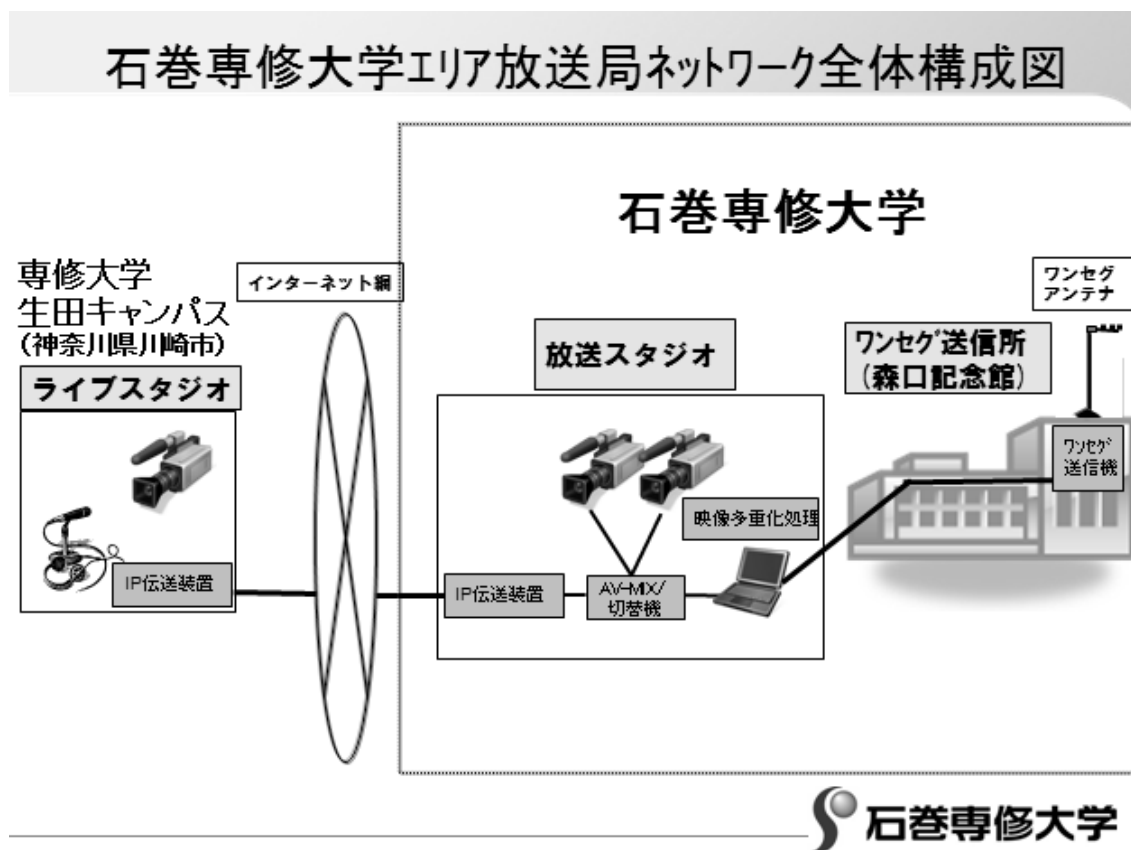 石巻専修大学エリア放送局ネットワーク全体構成図
石巻専修大学
専修大学
生田キャンパス
(神奈川県川崎市)
インターネット網
ワンセグ
アンテナ
ライブスタジオ
放送スタジオ
ワンセグ送信所
(森口記念館)
ワンセグ
送信機
映像多重化処理
IP伝送装置
IP伝送装置
AV-MIX/
切替機
石巻専修大学